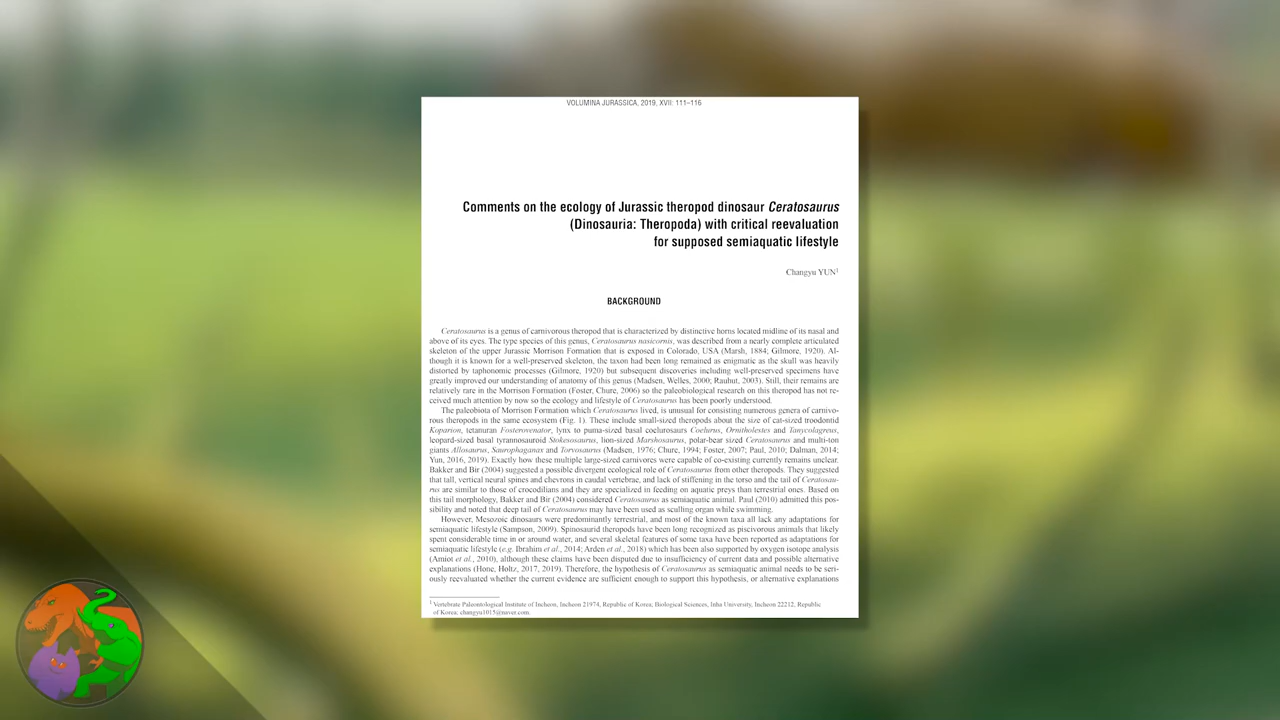 VOLUMINA JURASSICA, 2019, XVII: 111–116
Comments on the ecology of Jurassic theropod dinosaur Ceratosaurus
(Dinosauria: Theropoda) with critical reevaluation
for supposed semiaquatic lifestyle
Changyu YUN¹
BACKGROUND
Ceratosaurus is a genus of carnivorous theropod that is characterized by distinctive horns located midline of its nasal and
above of its eyes. The type species of this genus, Ceratosaurus nasicornis, was described from a nearly complete articulated
skeleton of the upper Jurassic Morrison Formation that is exposed in Colorado, USA (Marsh, 1884; Gilmore, 1920). Al-
though it is known for a well-preserved skeleton, the taxon had been long remained as enigmatic as the skull was heavily
distorted by taphonomic processes (Gilmore, 1920) but subsequent discoveries including well-preserved specimens have
greatly improved our understanding of anatomy of this genus (Madsen, Welles, 2000; Rauhut, 2003). Still, their remains are
relatively rare in the Morrison Formation (Foster, Chure, 2006) so the paleobiological research on this theropod has not re-
ceived much attention by now so the ecology and lifestyle of Ceratosaurus has been poorly understood.
The paleobiota of Morrison Formation which Ceratosaurus lived, is unusual for consisting numerous genera of carnivo-
rous theropods in the same ecosystem (Fig. 1). These include small-sized theropods about the size of cat-sized troodontid
Koparion, tetanuran Fosterovenator, lynx to puma-sized basal coelurosaurs Coelurus, Ornitholestes and Tanycolagreus,
leopard-sized basal tyrannosauroid Stokesosaurus, lion-sized Marshosaurus, polar-bear sized Ceratosaurus and multi-ton
giants Allosaurus, Saurophaganax and Torvosaurus (Madsen, 1976; Chure, 1994; Foster, 2007; Paul, 2010; Dalman, 2014;
Yun, 2016, 2019). Exactly how these multiple large-sized carnivores were capable of co-existing currently remains unclear.
Bakker and Bir (2004) suggested a possible divergent ecological role of Ceratosaurus from other theropods. They suggested
that tall, vertical neural spines and chevrons in caudal vertebrae, and lack of stiffening in the torso and the tail of Ceratosau-
rus are similar to those of crocodilians and they are specialized in feeding on aquatic preys than terrestrial ones. Based on
this tail morphology, Bakker and Bir (2004) considered Ceratosaurus as semiaquatic animal. Paul (2010) admitted this pos-
sibility and noted that deep tail of Ceratosaurus may have been used as sculling organ while swimming.
However, Mesozoic dinosaurs were predominantly terrestrial, and most of the known taxa all lack any adaptations for
semiaquatic lifestyle (Sampson, 2009). Spinosaurid theropods have been long recognized as piscivorous animals that likely
spent considerable time in or around water, and several skeletal features of some taxa have been reported as adaptations for
semiaquatic lifestyle (e.g. Ibrahim et al., 2014; Arden et al., 2018) which has been also supported by oxygen isotope analysis
(Amiot et al., 2010), although these claims have been disputed due to insufficiency of current data and possible alternative
explanations (Hone, Holtz, 2017, 2019). Therefore, the hypothesis of Ceratosaurus as semiaquatic animal needs to be seri-
ously reevaluated whether the current evidence are sufficient enough to support this hypothesis, or alternative explanations
¹ Vertebrate Paleontological Institute of Incheon, Incheon 21974, Republic of Korea; Biological Sciences, Inha University, Incheon 22212, Republic
of Korea; changyu1015@naver.com.